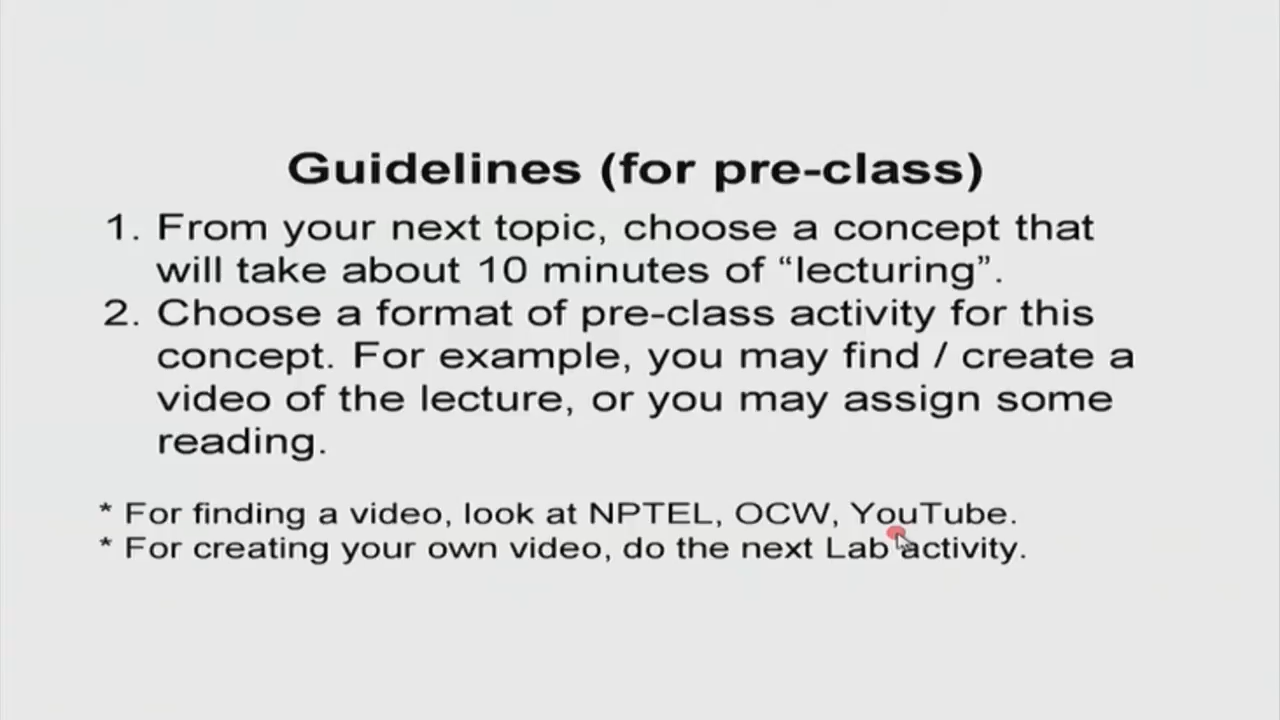 Guidelines (for pre-class)
1. From your next topic, choose a concept that
will take about 10 minutes of “lecturing”.
2. Choose a format of pre-class activity for this
concept. For example, you may find / create a
video of the lecture, or you may assign some
reading.
* For finding a video, look at NPTEL, OCW, YouTube.
* For creating your own video, do the next Lab activity.